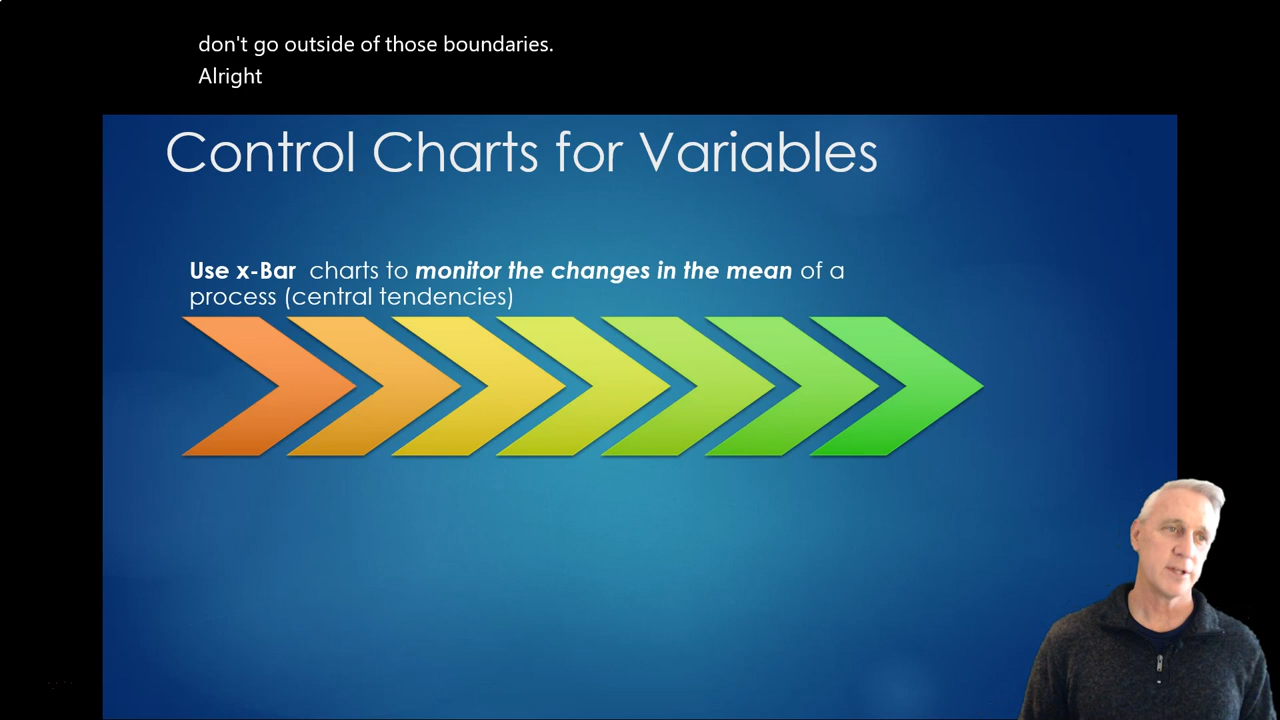 don't go outside of those boundaries.
Alright
Control Charts for Variables
Use x-Bar charts to monitor the changes in the mean of a
process (central tendencies)